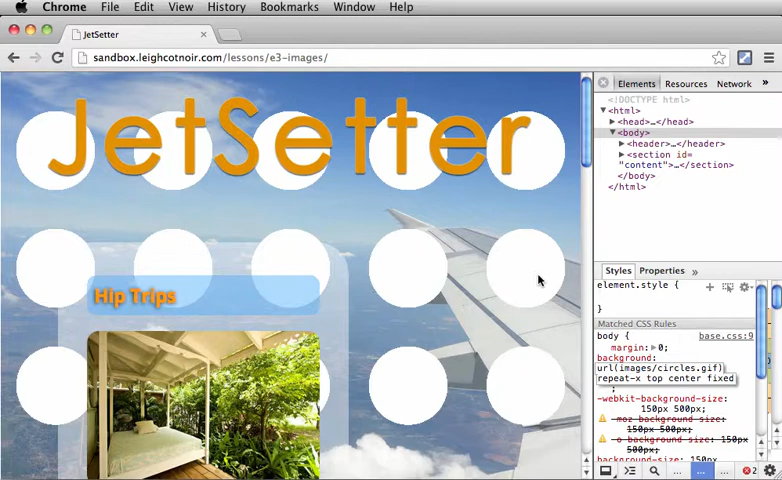 Chrome File Edit View History Bookmarks Window Help
JetSetter
sandbox.leighcotnoir.com/lessons/e3-images/
JetSetter
Hip Trips
Elements Resources Network »
<!DOCTYPE html>
<html>
<head>…</head>
<body>
<header>…</header>
<section id=
"content">…</section>
</body>
</html>
Styles Properties »
element.style {
}
Matched CSS Rules
body { base.css:9
margin: 0;
background:
url(images/circles.gif)
repeat-x top center fixed
;
-webkit-background-size:
150px 500px;
-moz-background-size:
150px 500px;
-o-background-size: 150px
500px;
background-size: 150px
... ... ... 2